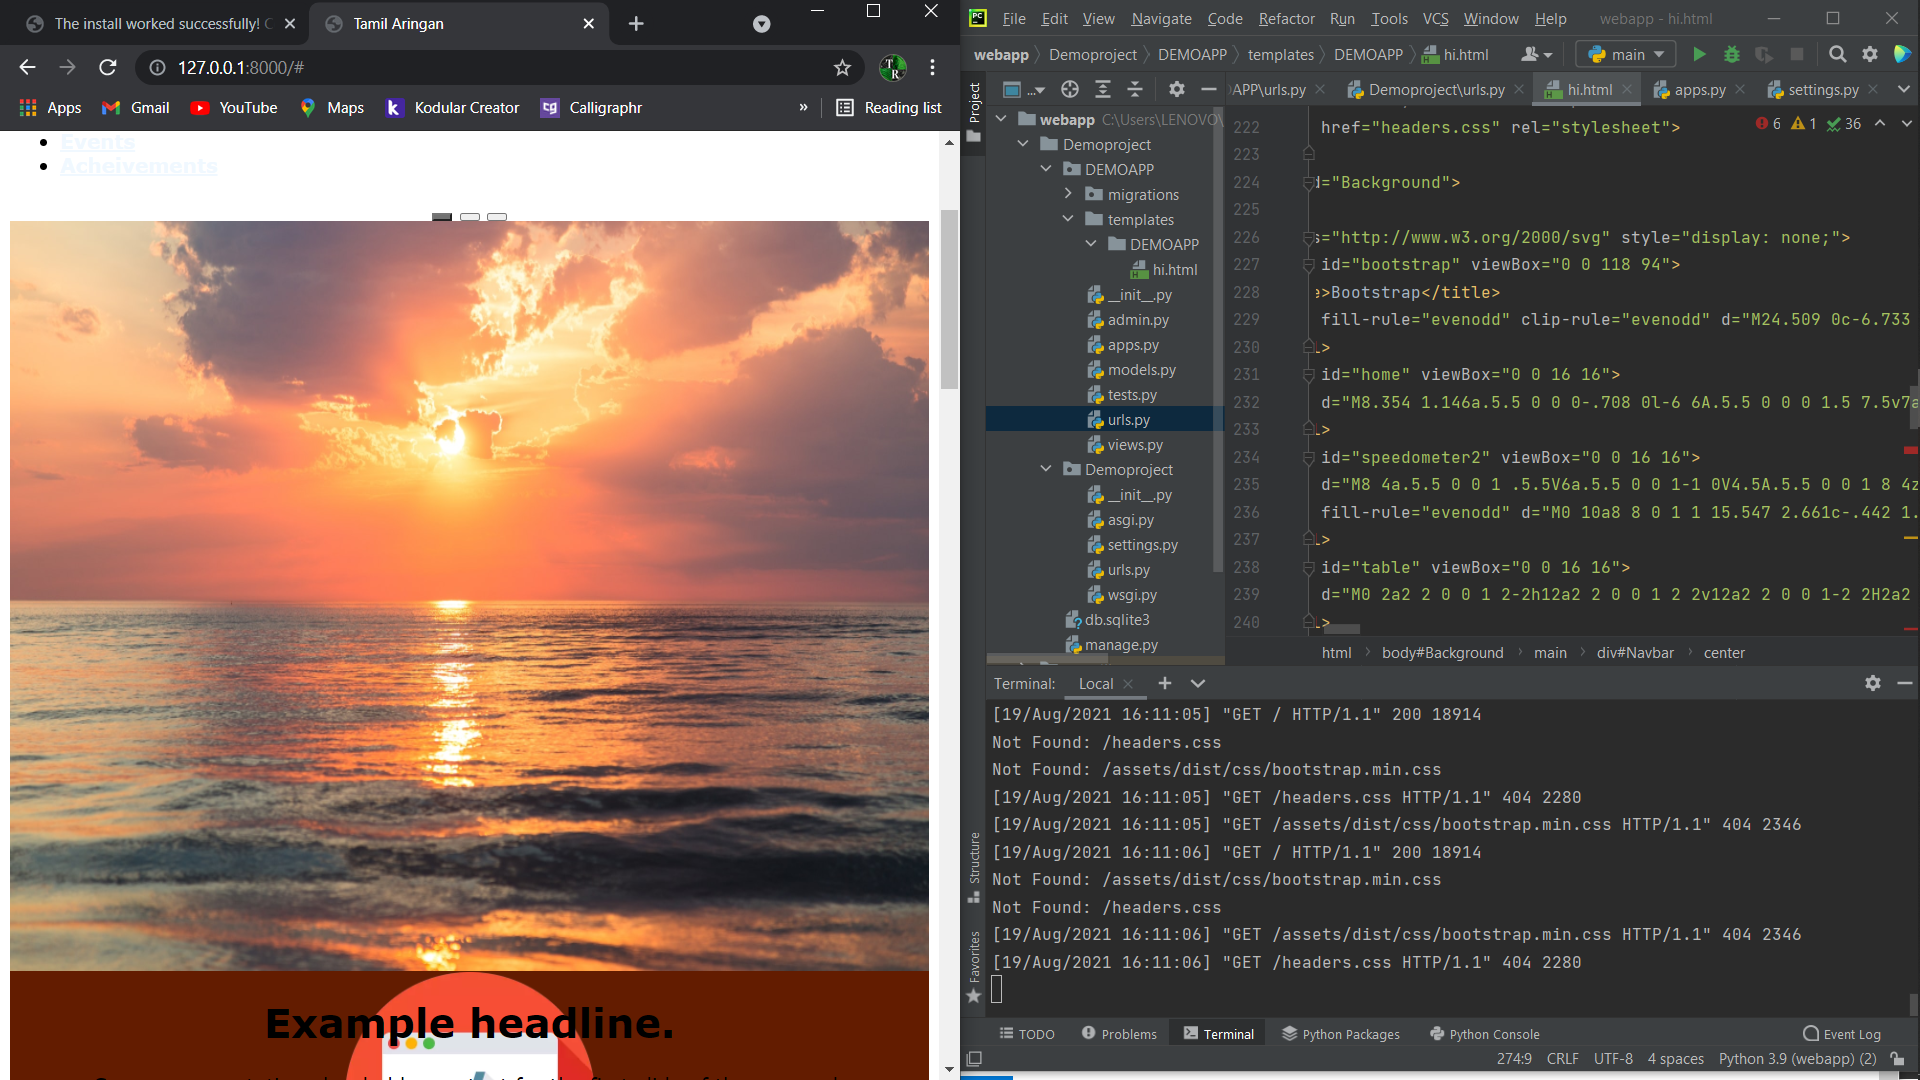 The install worked successfully! C
Tamil Aringan
127.0.0.1:8000/#
Apps
Gmail
YouTube
Maps
Kodular Creator
Calligraphr
»
Reading list
Events
Acheivements
Example headline.
File Edit View Navigate Code Refactor Run Tools VCS Window Help
webapp - hi.html
webapp Demoproject DEMOAPP templates DEMOAPP hi.html
main
Project
...
APP\urls.py
Demoproject\urls.py
hi.html
apps.py
settings.py
webapp C:\Users\LENOVO\
Demoproject
DEMOAPP
migrations
templates
DEMOAPP
hi.html
__init__.py
admin.py
apps.py
models.py
tests.py
urls.py
views.py
Demoproject
__init__.py
asgi.py
settings.py
urls.py
wsgi.py
db.sqlite3
manage.py
6 1 36
222 href="headers.css" rel="stylesheet">
223
224 d="Background">
225
226 s="http://www.w3.org/2000/svg" style="display: none;">
227 id="bootstrap" viewBox="0 0 118 94">
228 e>Bootstrap</title>
229 fill-rule="evenodd" clip-rule="evenodd" d="M24.509 0c-6.733
230 l>
231 id="home" viewBox="0 0 16 16">
232 d="M8.354 1.146a.5.5 0 0 0-.708 0l-6 6A.5.5 0 0 0 1.5 7.5v7a
233 l>
234 id="speedometer2" viewBox="0 0 16 16">
235 d="M8 4a.5.5 0 0 1 .5.5V6a.5.5 0 0 1-1 0V4.5A.5.5 0 0 1 8 4z
236 fill-rule="evenodd" d="M0 10a8 8 0 1 1 15.547 2.661c-.442 1.
237 l>
238 id="table" viewBox="0 0 16 16">
239 d="M0 2a2 2 0 0 1 2-2h12a2 2 0 0 1 2 2v12a2 2 0 0 1-2 2H2a2
240 l>
html body#Background main div#Navbar center
Terminal: Local
[19/Aug/2021 16:11:05] "GET / HTTP/1.1" 200 18914
Not Found: /headers.css
Not Found: /assets/dist/css/bootstrap.min.css
[19/Aug/2021 16:11:05] "GET /headers.css HTTP/1.1" 404 2280
[19/Aug/2021 16:11:05] "GET /assets/dist/css/bootstrap.min.css HTTP/1.1" 404 2346
[19/Aug/2021 16:11:06] "GET / HTTP/1.1" 200 18914
Not Found: /assets/dist/css/bootstrap.min.css
Not Found: /headers.css
[19/Aug/2021 16:11:06] "GET /assets/dist/css/bootstrap.min.css HTTP/1.1" 404 2346
[19/Aug/2021 16:11:06] "GET /headers.css HTTP/1.1" 404 2280
Structure
Favorites
TODO Problems Terminal Python Packages Python Console Event Log
274:9 CRLF UTF-8 4 spaces Python 3.9 (webapp) (2)